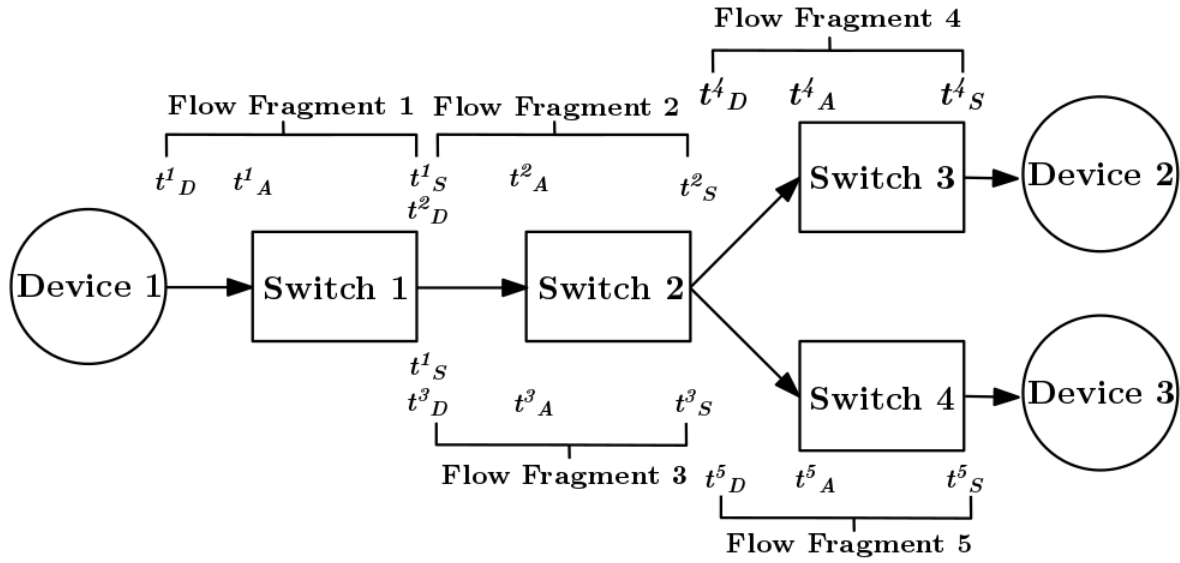 Flow Fragment 4
t⁴D t⁴A t⁴S
Flow Fragment 1 Flow Fragment 2
t¹D t¹A t¹S t²A t²S
t²D
Device 1 Switch 1 Switch 2 Switch 3 Device 2
t¹S
t³D t³A t³S
Switch 4 Device 3
Flow Fragment 3
t⁵D t⁵A t⁵S
Flow Fragment 5